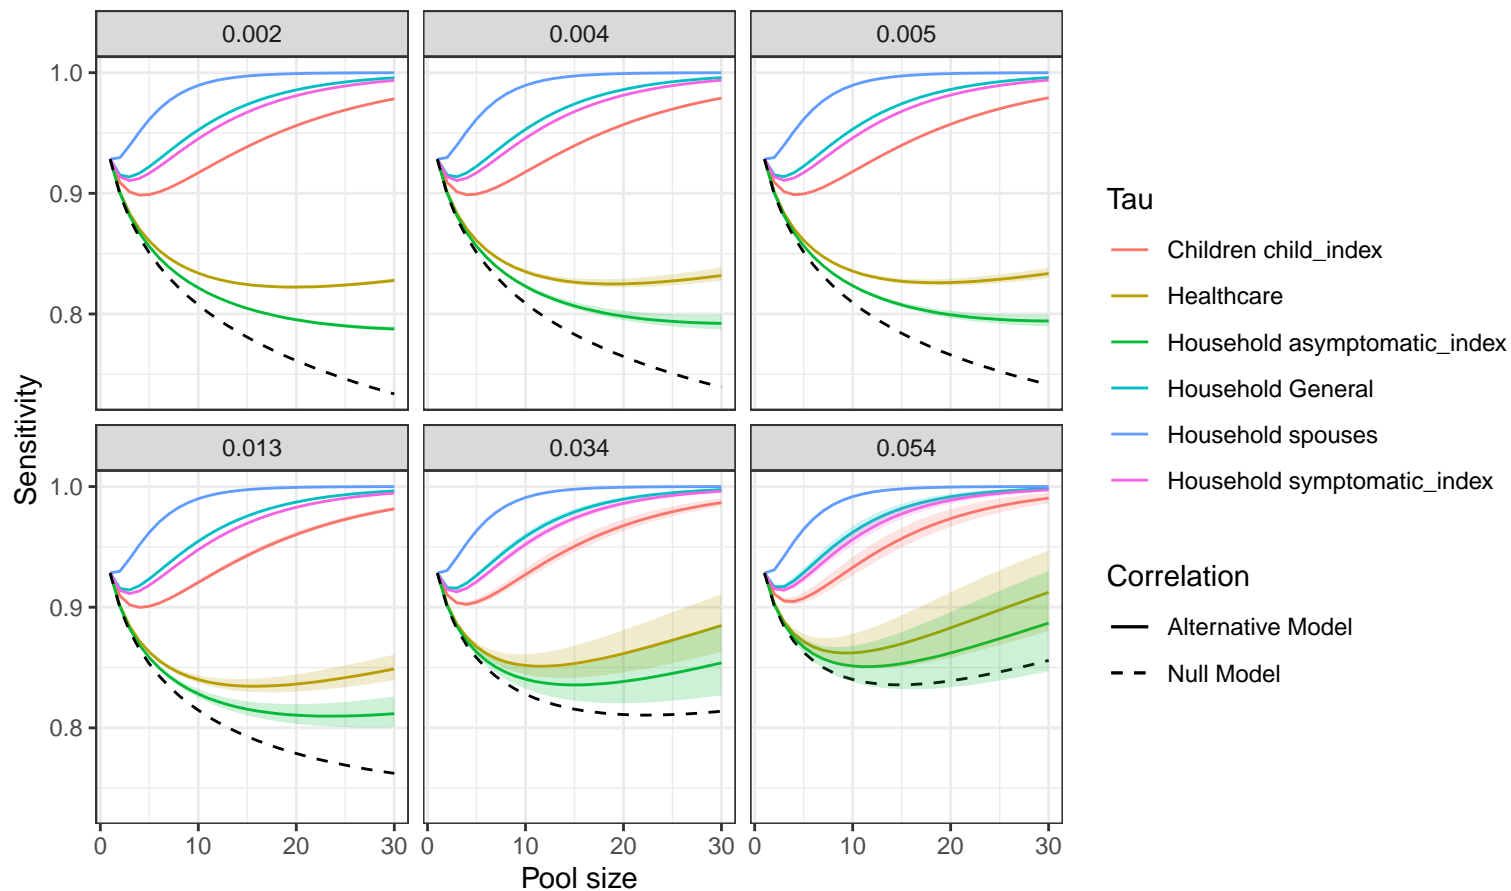 0.002 0.004 0.005
1.0
0.9
0.8
0.013 0.034 0.054
1.0
0.9
0.8
0 10 20 30 0 10 20 30 0 10 20 30
Pool size
Sensitivity
Tau
Children child_index
Healthcare
Household asymptomatic_index
Household General
Household spouses
Household symptomatic_index
Correlation
Alternative Model
Null Model